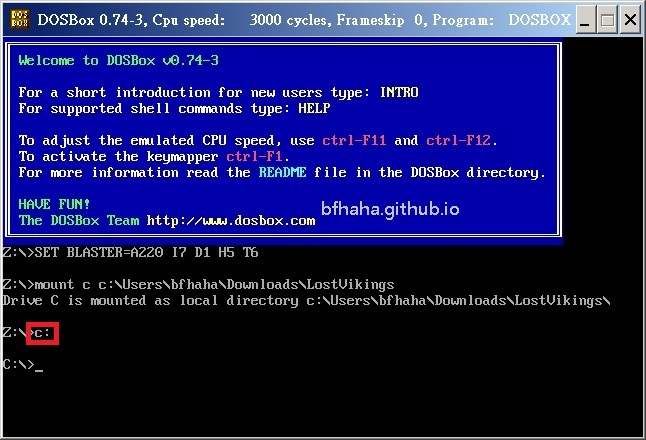 DOSBox 0.74-3, Cpu speed:    3000 cycles, Frameskip  0, Program:   DOSBOX
Welcome to DOSBox v0.74-3
For a short introduction for new users type: INTRO
For supported shell commands type: HELP
To adjust the emulated CPU speed, use ctrl-F11 and ctrl-F12.
To activate the keymapper ctrl-F1.
For more information read the README file in the DOSBox directory.
HAVE FUN!
The DOSBox Team http://www.dosbox.com
bfhaha.github.io
Z:\>SET BLASTER=A220 I7 D1 H5 T6
Z:\>mount c c:\Users\bfhaha\Downloads\LostVikings
Drive C is mounted as local directory c:\Users\bfhaha\Downloads\LostVikings\
Z:\>c:
C:\>_